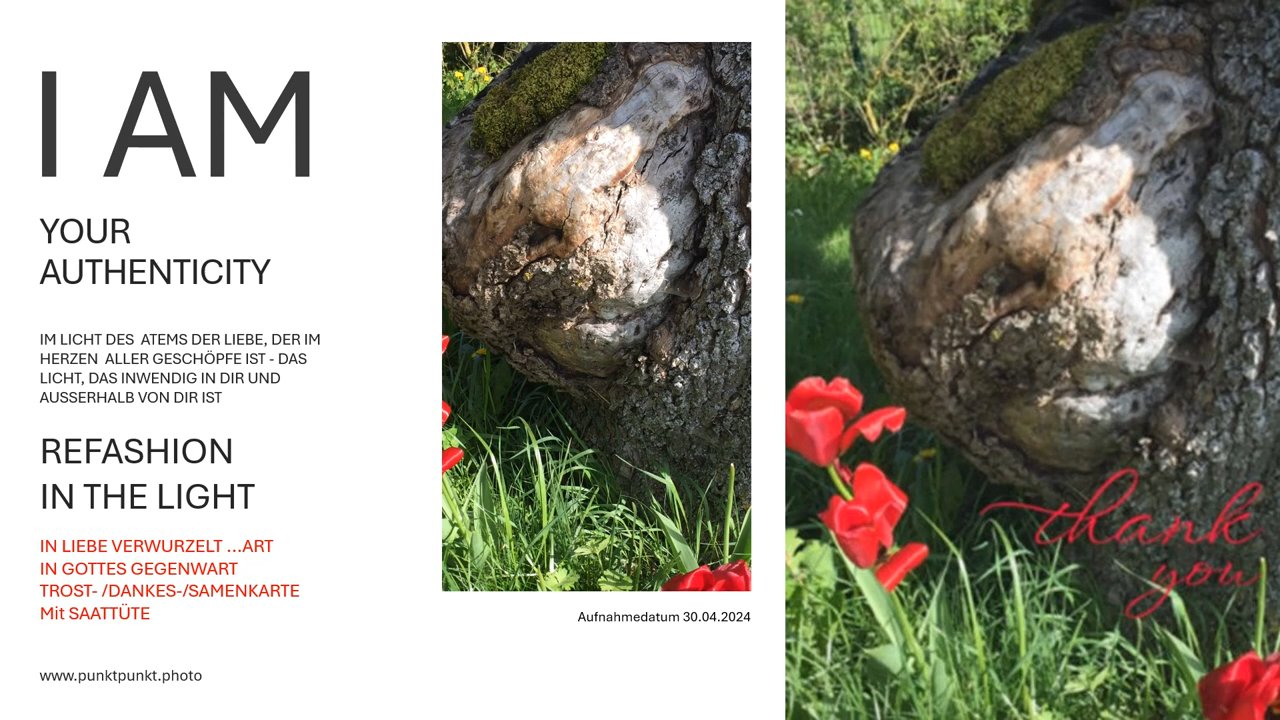 I AM
YOUR
AUTHENTICITY
IM LICHT DES  ATEMS DER LIEBE, DER IM
HERZEN  ALLER GESCHÖPFE IST - DAS
LICHT, DAS INWENDIG IN DIR UND
AUSSERHALB VON DIR IST
REFASHION
IN THE LIGHT
IN LIEBE VERWURZELT ...ART
IN GOTTES GEGENWART
TROST- /DANKES-/SAMENKARTE
Mit SAATTÜTE
www.punktpunkt.photo
Aufnahmedatum 30.04.2024
thank
you